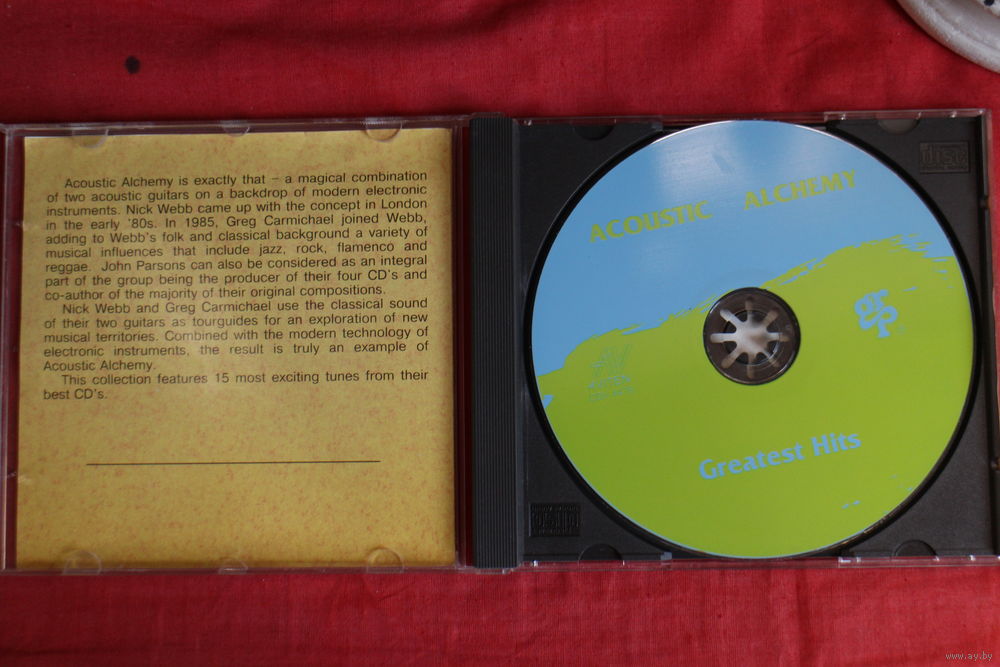 Acoustic Alchemy is exactly that – a magical combination
of two acoustic guitars on a backdrop of modern electronic
instruments. Nick Webb came up with the concept in London
in the early '80s. In 1985, Greg Carmichael joined Webb,
adding to Webb's folk and classical background a variety of
musical influences that include jazz, rock, flamenco and
reggae. John Parsons can also be considered as an integral
part of the group being the producer of their four CD's and
co-author of the majority of their original compositions.
Nick Webb and Greg Carmichael use the classical sound
of their two guitars as tourguides for an exploration of new
musical territories. Combined with the modern technology of
electronic instruments, the result is truly an example of
Acoustic Alchemy.
This collection features 15 most exciting tunes from their
best CD's.
ACOUSTIC ALCHEMY
grp
Greatest Hits
disc
www.ay.by